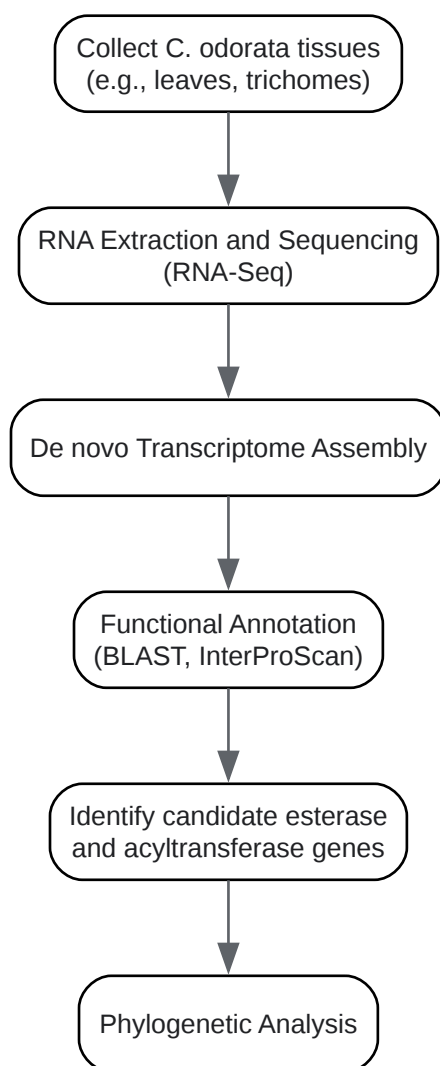 Collect C. odorata tissues
(e.g., leaves, trichomes)
RNA Extraction and Sequencing
(RNA-Seq)
De novo Transcriptome Assembly
Functional Annotation
(BLAST, InterProScan)
Identify candidate esterase
and acyltransferase genes
Phylogenetic Analysis